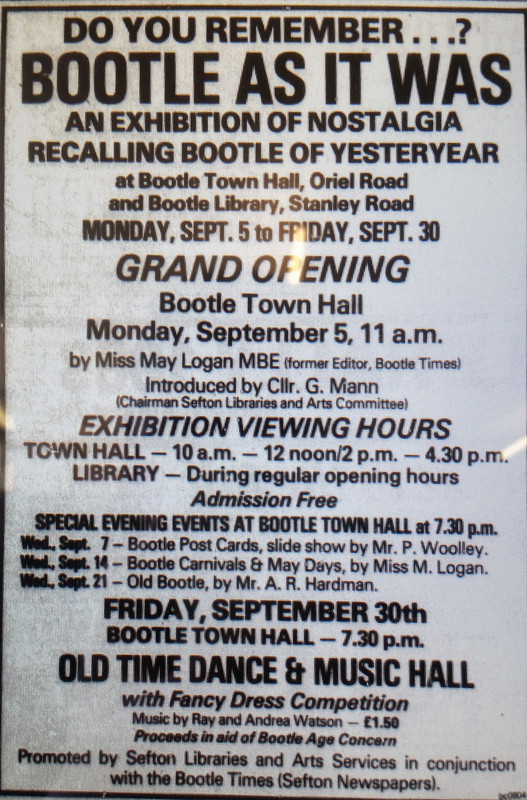 DO YOU REMEMBER . . .?
BOOTLE AS IT WAS
AN EXHIBITION OF NOSTALGIA
RECALLING BOOTLE OF YESTERYEAR
at Bootle Town Hall, Oriel Road
and Bootle Library, Stanley Road
MONDAY, SEPT. 5 to FRIDAY, SEPT. 30
GRAND OPENING
Bootle Town Hall
Monday, September 5, 11 a.m.
by Miss May Logan MBE (former Editor, Bootle Times)
Introduced by Cllr. G. Mann
(Chairman Sefton Libraries and Arts Committee)
EXHIBITION VIEWING HOURS
TOWN HALL — 10 a.m. — 12 noon/2 p.m. — 4.30 p.m.
LIBRARY — During regular opening hours
Admission Free
SPECIAL EVENING EVENTS AT BOOTLE TOWN HALL at 7.30 p.m.
Wed., Sept. 7 — Bootle Post Cards, slide show by Mr. P. Woolley.
Wed., Sept. 14 — Bootle Carnivals & May Days, by Miss M. Logan.
Wed., Sept. 21 — Old Bootle, by Mr. A. R. Hardman.
FRIDAY, SEPTEMBER 30th
BOOTLE TOWN HALL — 7.30 p.m.
OLD TIME DANCE & MUSIC HALL
with Fancy Dress Competition
Music by Ray and Andrea Watson — £1.50
Proceeds in aid of Bootle Age Concern
Promoted by Sefton Libraries and Arts Services in conjunction
with the Bootle Times (Sefton Newspapers).